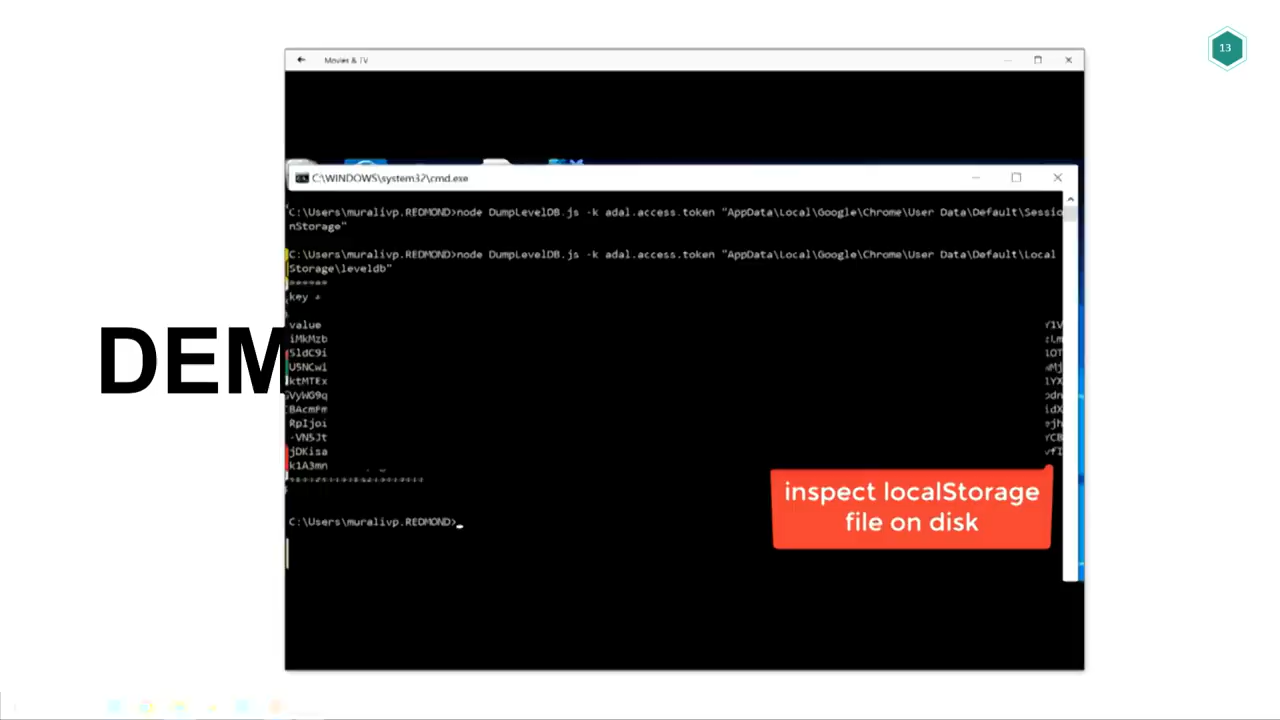 13
Movies & TV
C:\WINDOWS\system32\cmd.exe
C:\Users\muralivp.REDMOND>node DumpLevelDB.js -k adal.access.token "AppData\Local\Google\Chrome\User Data\Default\Sessio
nStorage"
C:\Users\muralivp.REDMOND>node DumpLevelDB.js -k adal.access.token "AppData\Local\Google\Chrome\User Data\Default\Local
Storage\leveldb"
======
key
value
iMkMzb
5ldC9i
U5NCwl
ktMTEx
VyWG9q
RpIjoi
-VN5Jt
jDKisa
k1A3mn
DEM
inspect localStorage
file on disk
C:\Users\muralivp.REDMOND>